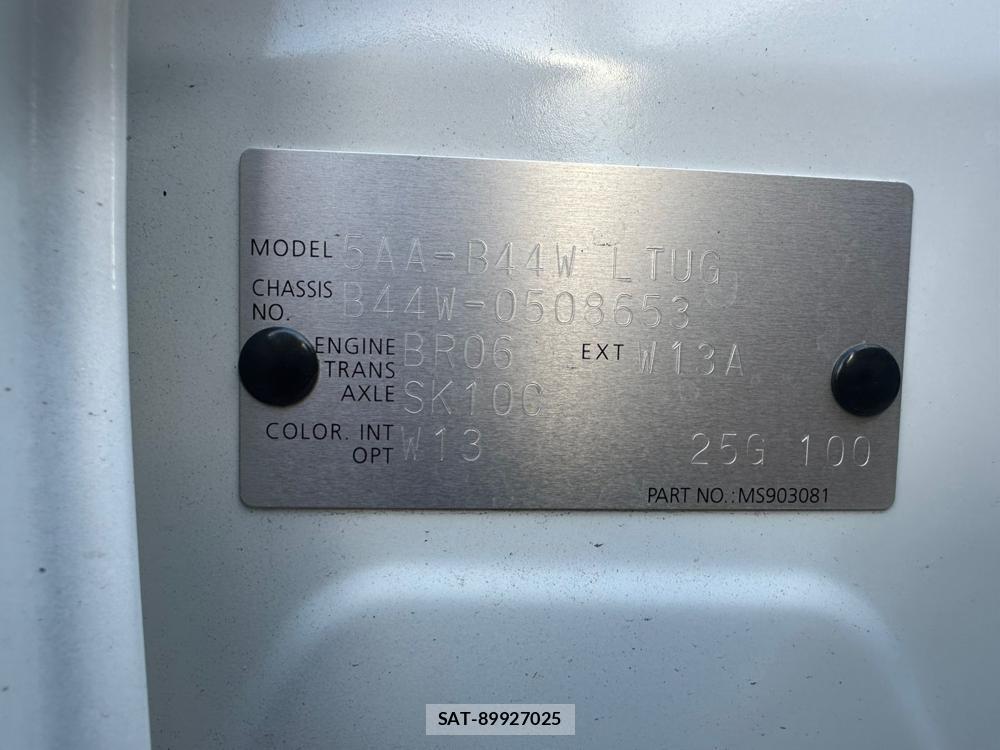 MODEL 5AA-B44W LTUG
CHASSIS NO. B44W-0508653
ENGINE BR06 EXT W13A
TRANS AXLE SK10C
COLOR. INT OPT W13 25G 100
PART NO.:MS903081
SAT-89927025